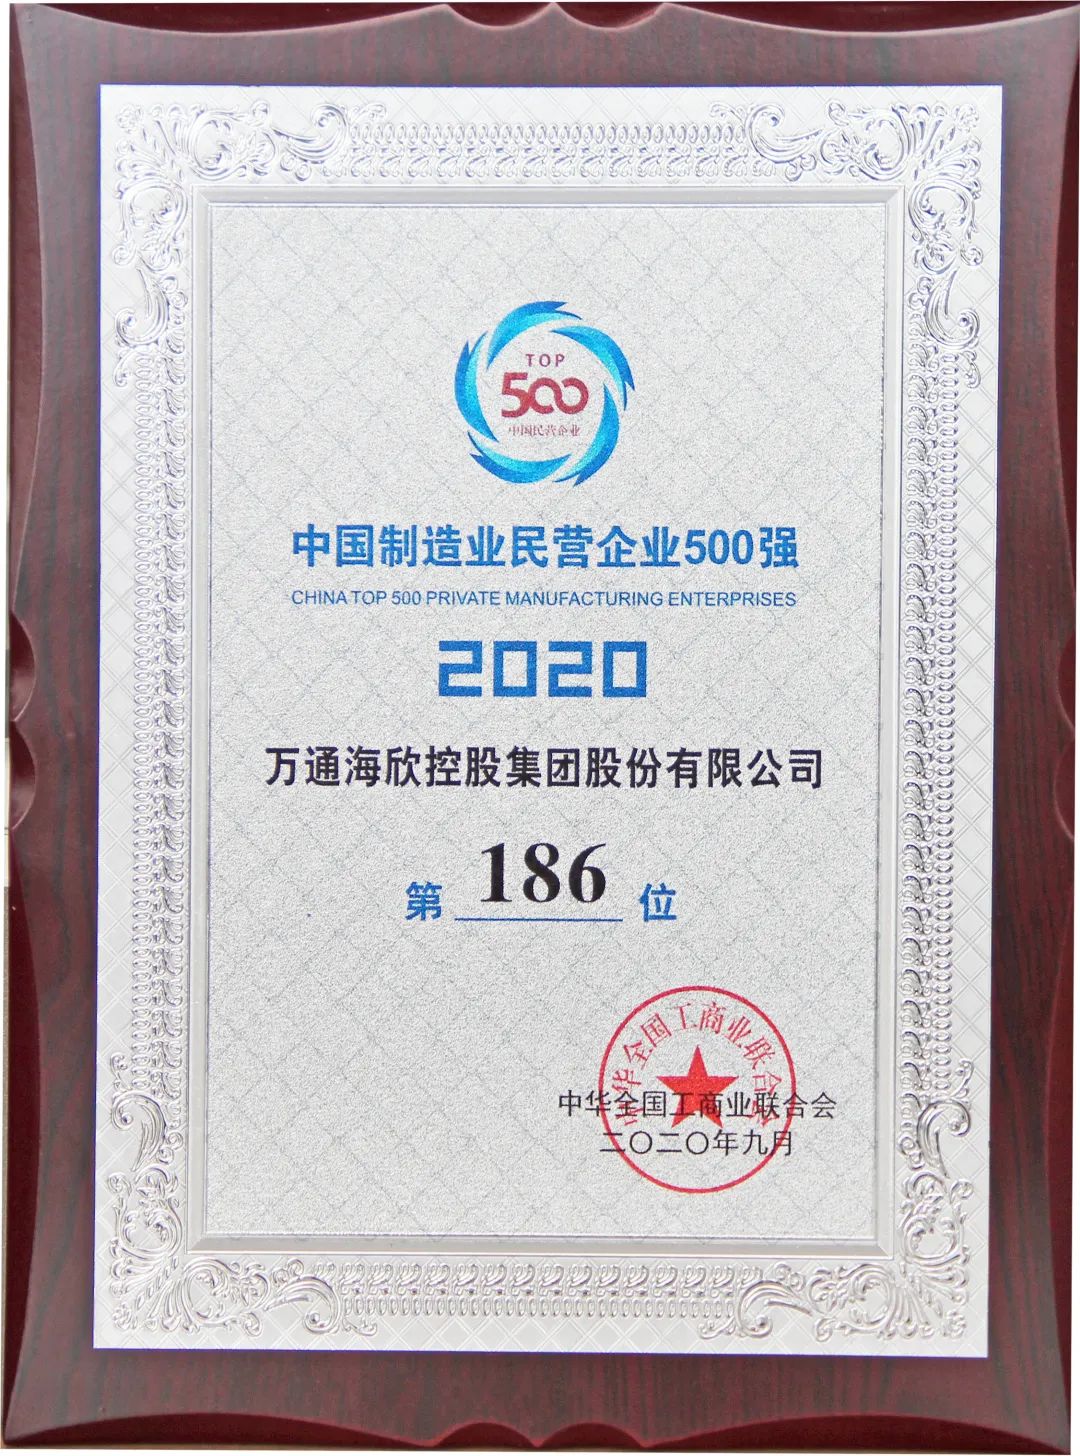 TOP
500
中国民营企业
中国制造业民营企业500强
CHINA TOP 500 PRIVATE MANUFACTURING ENTERPRISES
2020
万通海欣控股集团股份有限公司
第 186 位
中华全国工商业联合会
中华全国工商业联合会
二〇二〇年九月